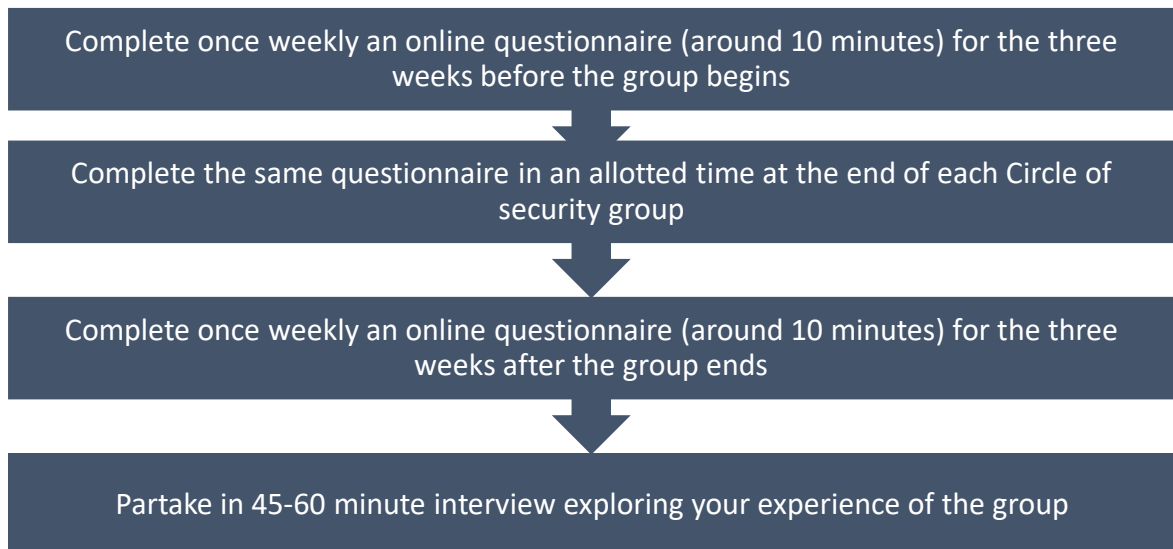 Complete once weekly an online questionnaire (around 10 minutes) for the three
weeks before the group begins
Complete the same questionnaire in an allotted time at the end of each Circle of
security group
Complete once weekly an online questionnaire (around 10 minutes) for the three
weeks after the group ends
Partake in 45-60 minute interview exploring your experience of the group